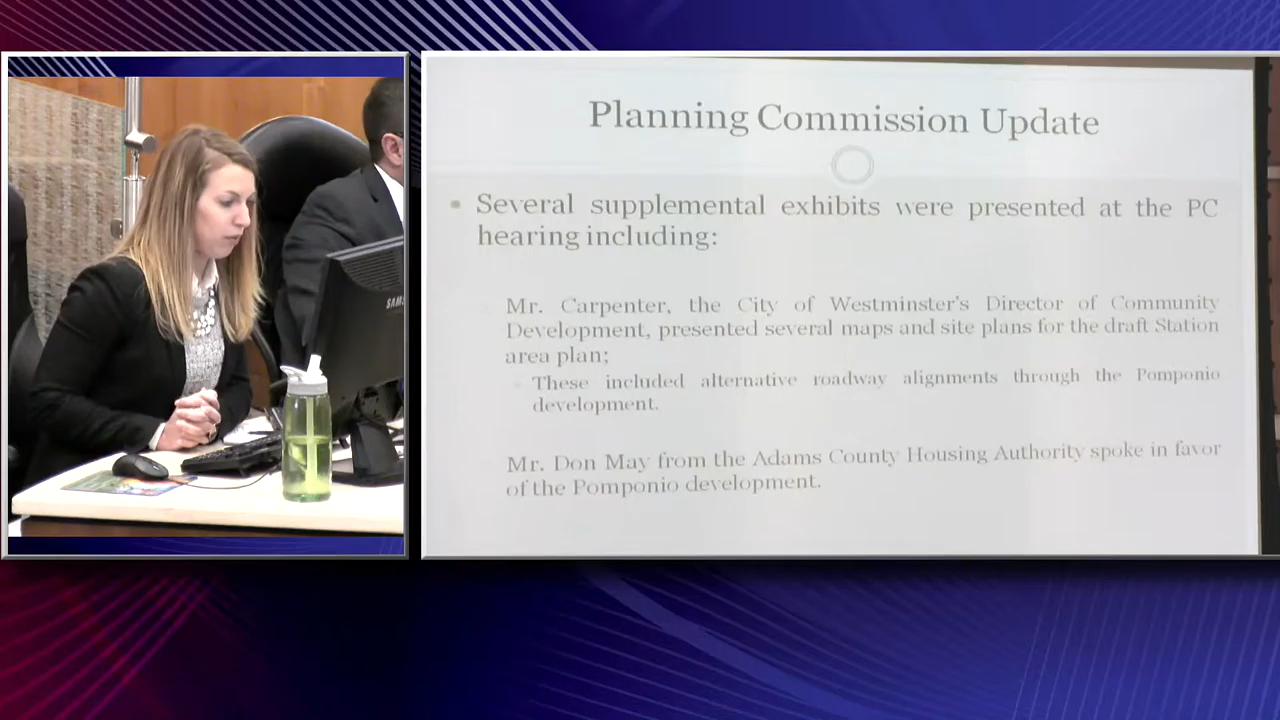 Planning Commission Update
Several supplemental exhibits were presented at the PC
hearing including:
Mr. Carpenter, the City of Westminster's Director of Community
Development, presented several maps and site plans for the draft Station
area plan;
These included alternative roadway alignments through the Pomponio
development.
Mr. Don May from the Adams County Housing Authority spoke in favor
of the Pomponio development.